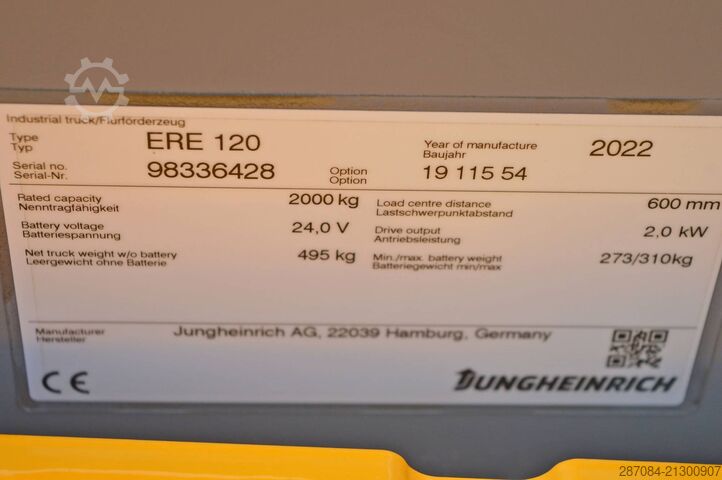 Industrial truck/Flurförderzeug
Type ERE 120 Year of manufacture 2022
Typ Baujahr
Serial no. 98336428 Option 19 115 54
Serial-Nr. Option
Rated capacity 2000 kg Load centre distance 600 mm
Nenntragfähigkeit Lastschwerpunktabstand
Battery voltage 24,0 V Drive output 2,0 kW
Batteriespannung Antriebsleistung
Net truck weight w/o battery 495 kg Min./max. battery weight 273/310kg
Leergewicht ohne Batterie Batteriegewicht min/max
Manufacturer Jungheinrich AG, 22039 Hamburg, Germany
Hersteller
CE JUNGHEINRICH
287084-21300907